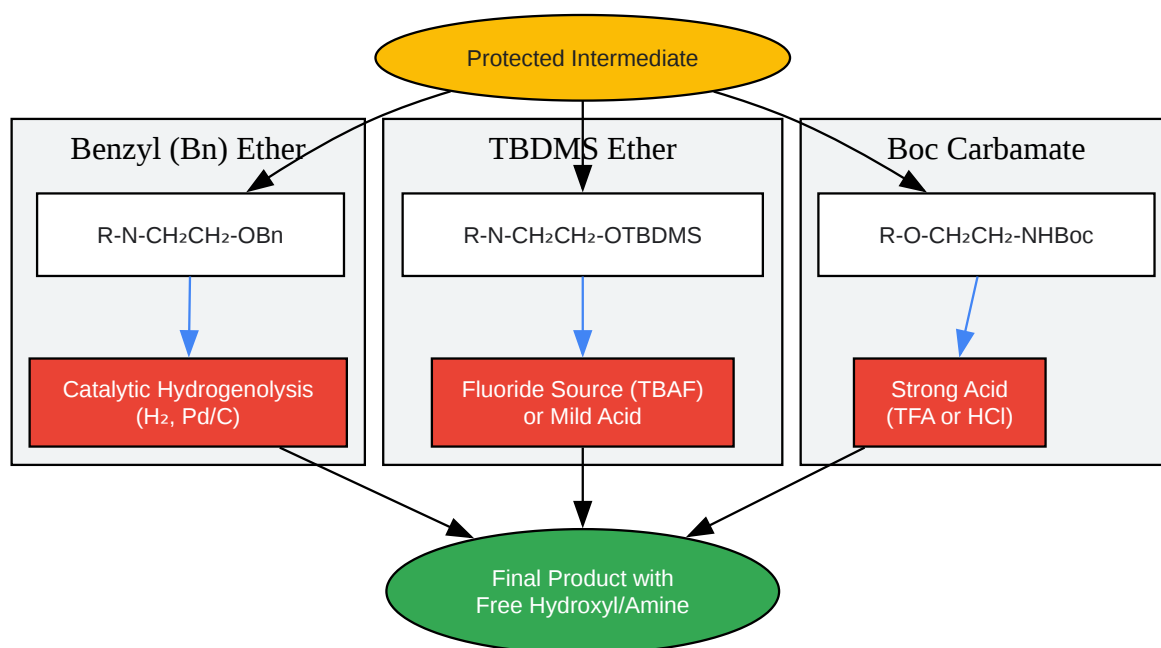 Protected Intermediate
Benzyl (Bn) Ether
TBDMS Ether
Boc Carbamate
R-N-CH₂CH₂-OBn
R-N-CH₂CH₂-OTBDMS
R-O-CH₂CH₂-NHBoc
Catalytic Hydrogenolysis
(H₂, Pd/C)
Fluoride Source (TBAF)
or Mild Acid
Strong Acid
(TFA or HCl)
Final Product with
Free Hydroxyl/Amine